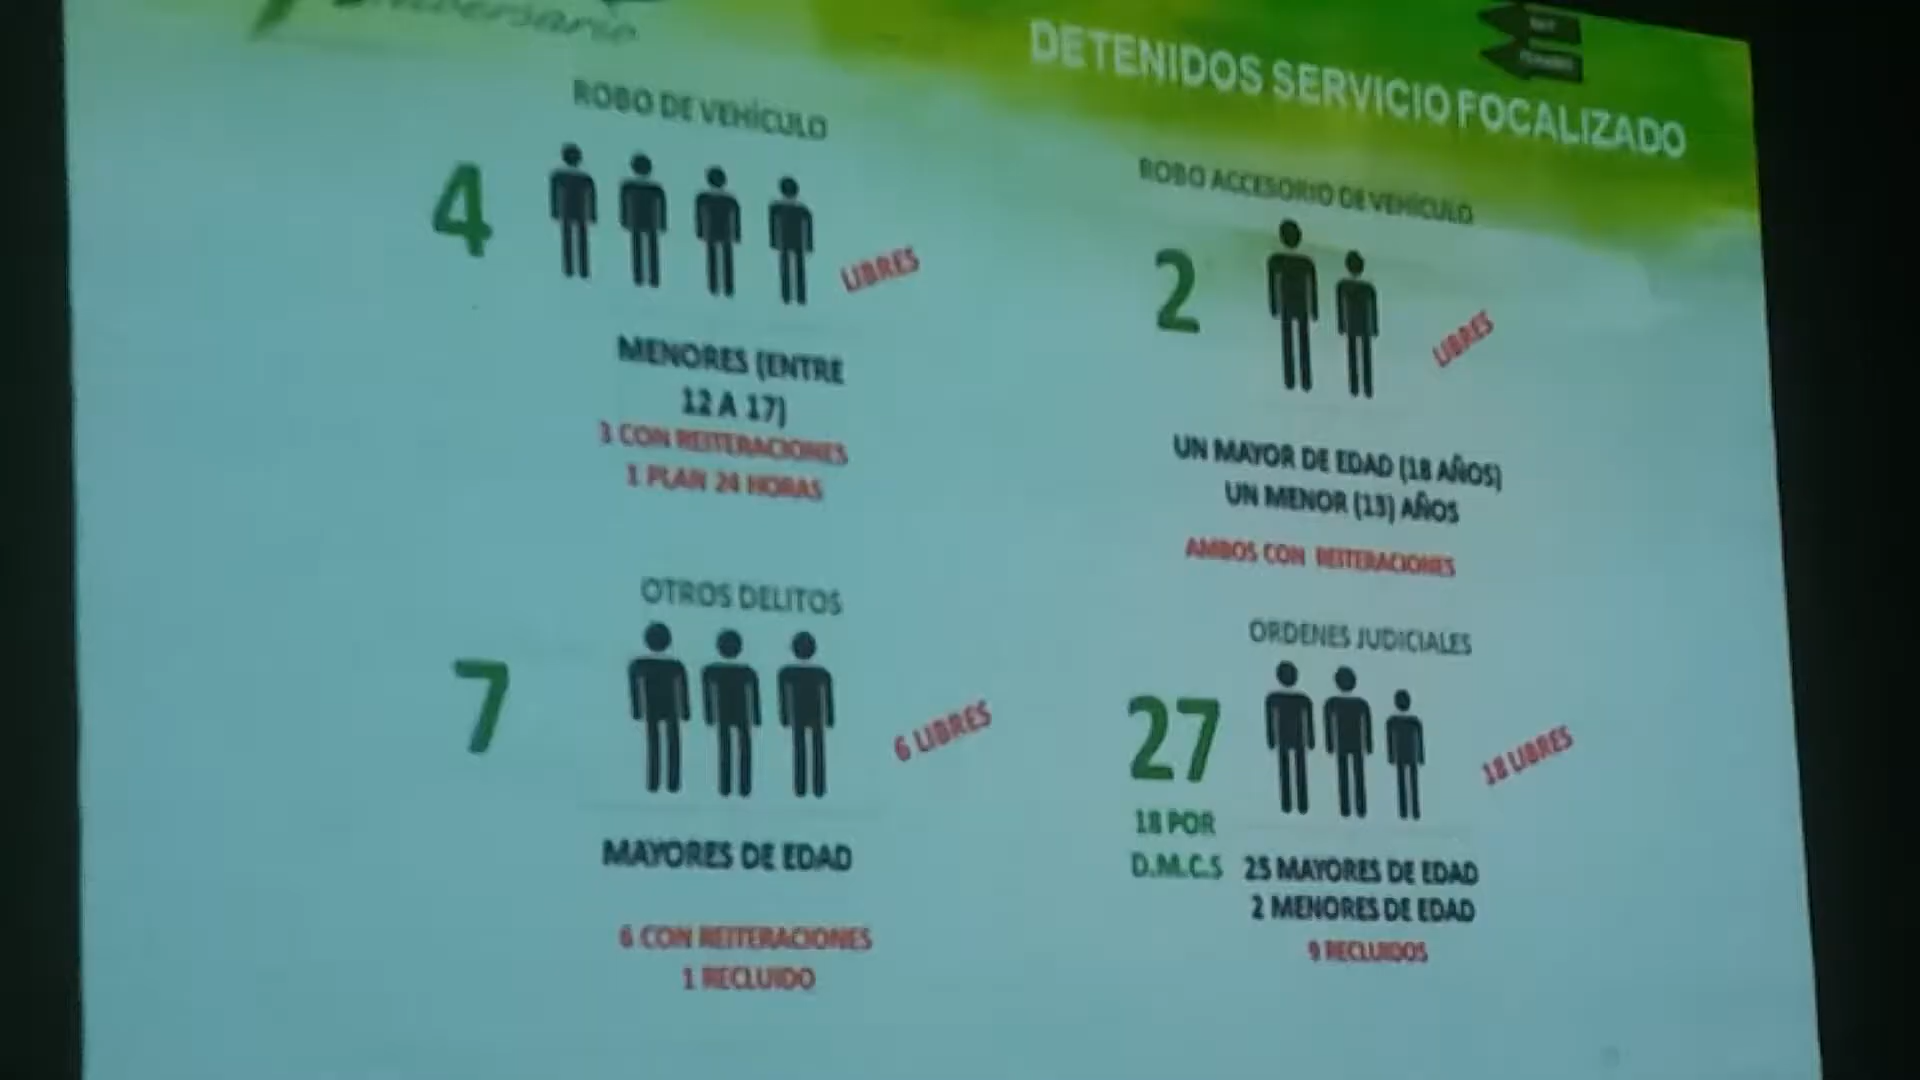 Aniversario
DETENIDOS SERVICIO FOCALIZADO
ROBO DE VEHÍCULO
4
LIBRES
MENORES (ENTRE
12 A 17)
3 CON REITERACIONES
1 PLAN 24 HORAS
ROBO ACCESORIO DE VEHÍCULO
2
LIBRES
UN MAYOR DE EDAD (18 AÑOS)
UN MENOR (13) AÑOS
AMBOS CON REITERACIONES
OTROS DELITOS
7
6 LIBRES
MAYORES DE EDAD
6 CON REITERACIONES
1 RECLUIDO
ORDENES JUDICIALES
27
18 LIBRES
18 POR
D.M.C.S
25 MAYORES DE EDAD
2 MENORES DE EDAD
9 RECLUIDOS